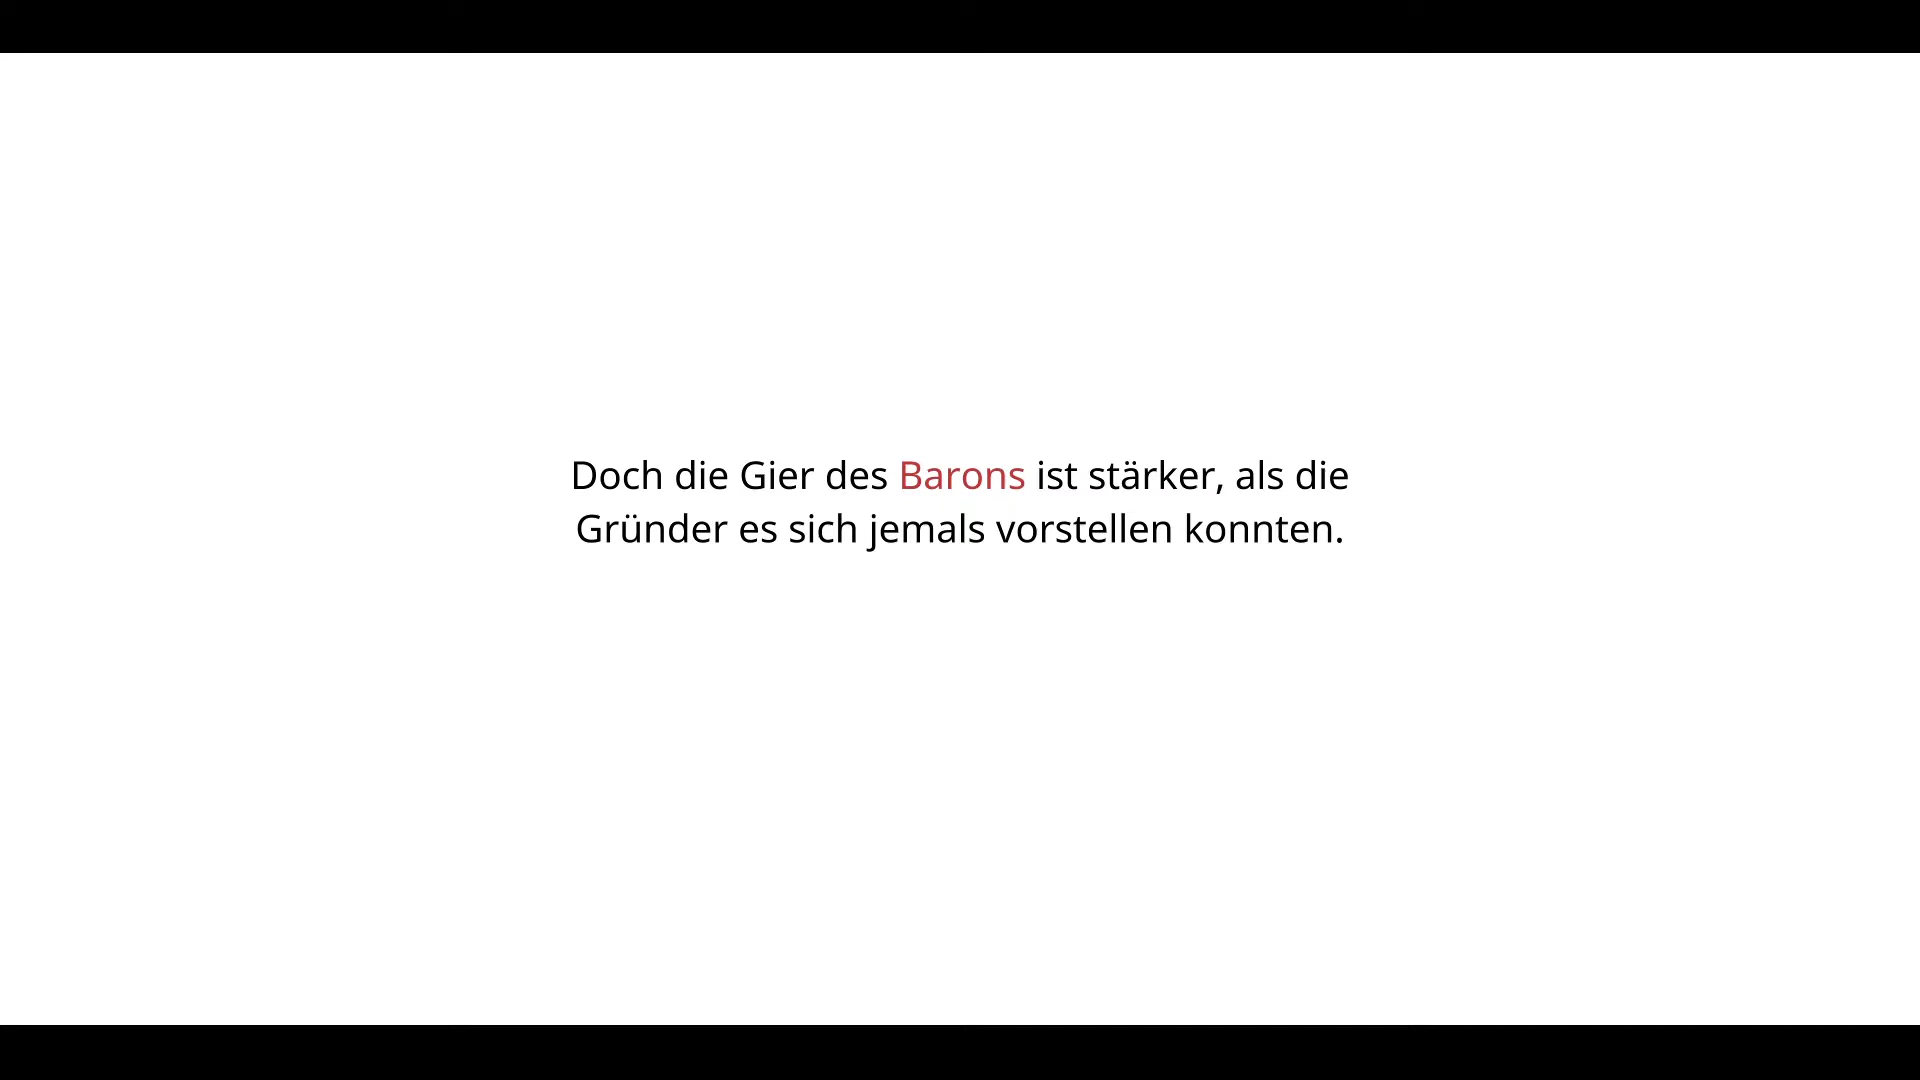 Doch die Gier des Barons ist stärker, als die
Gründer es sich jemals vorstellen konnten.